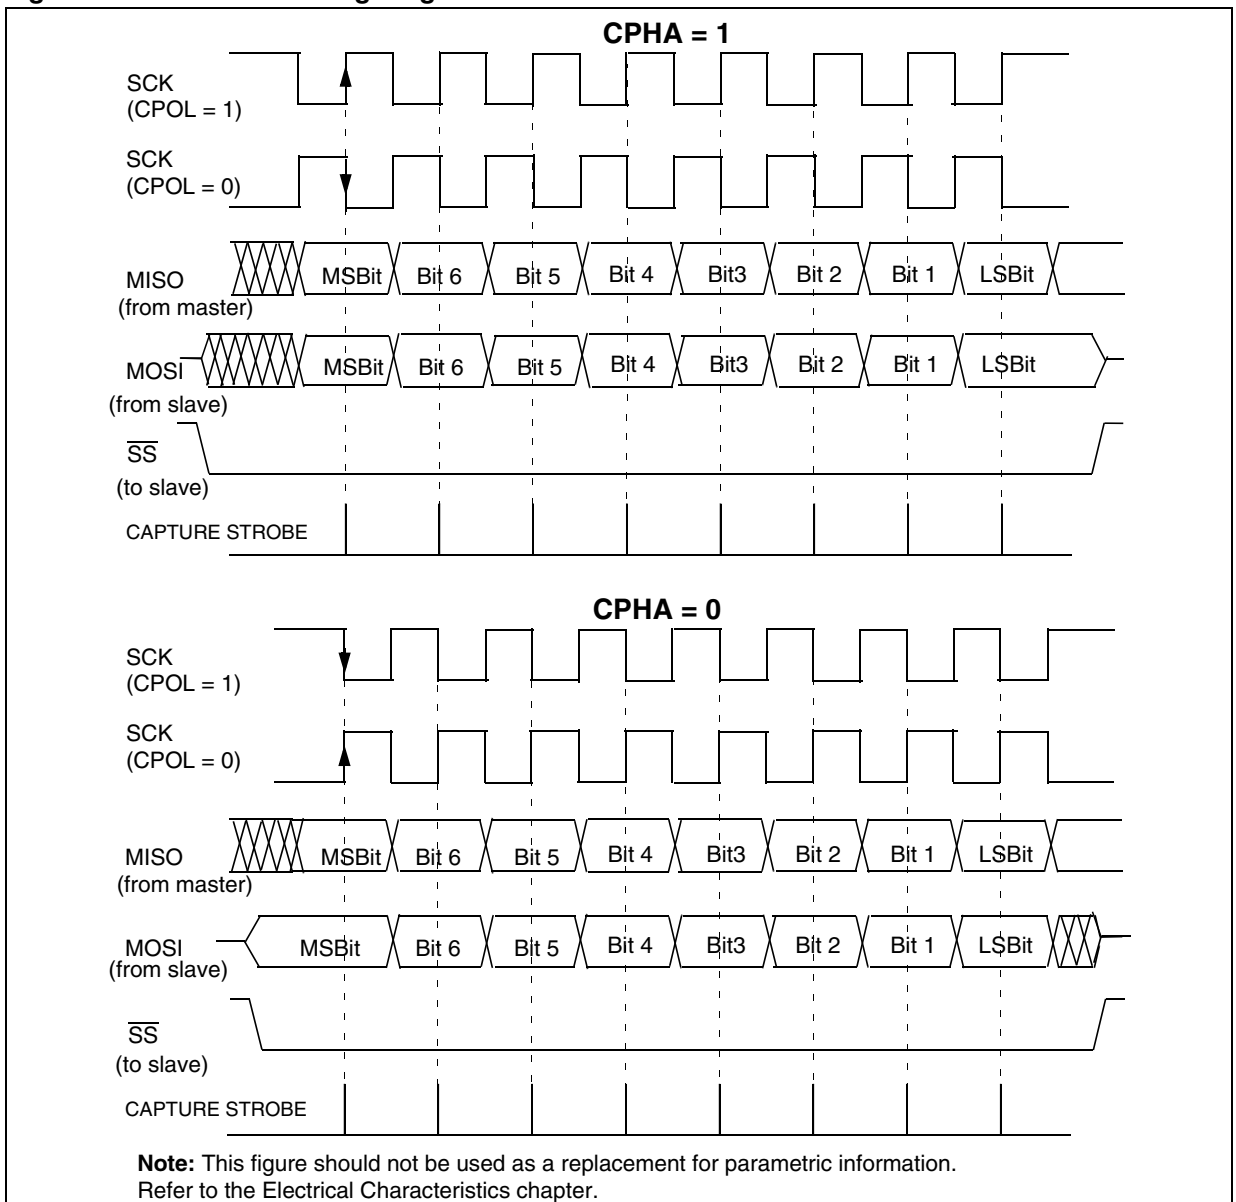 CPHA = 1
SCK
(CPOL = 1)
SCK
(CPOL = 0)
MISO
(from master)
MSBit Bit 6 Bit 5 Bit 4 Bit3 Bit 2 Bit 1 LSBit
MOSI
(from slave)
MSBit Bit 6 Bit 5 Bit 4 Bit3 Bit 2 Bit 1 LSBit
SS
(to slave)
CAPTURE STROBE
CPHA = 0
SCK
(CPOL = 1)
SCK
(CPOL = 0)
MISO
(from master)
MSBit Bit 6 Bit 5 Bit 4 Bit3 Bit 2 Bit 1 LSBit
MOSI
(from slave)
MSBit Bit 6 Bit 5 Bit 4 Bit3 Bit 2 Bit 1 LSBit
SS
(to slave)
CAPTURE STROBE
Note: This figure should not be used as a replacement for parametric information.
Refer to the Electrical Characteristics chapter.